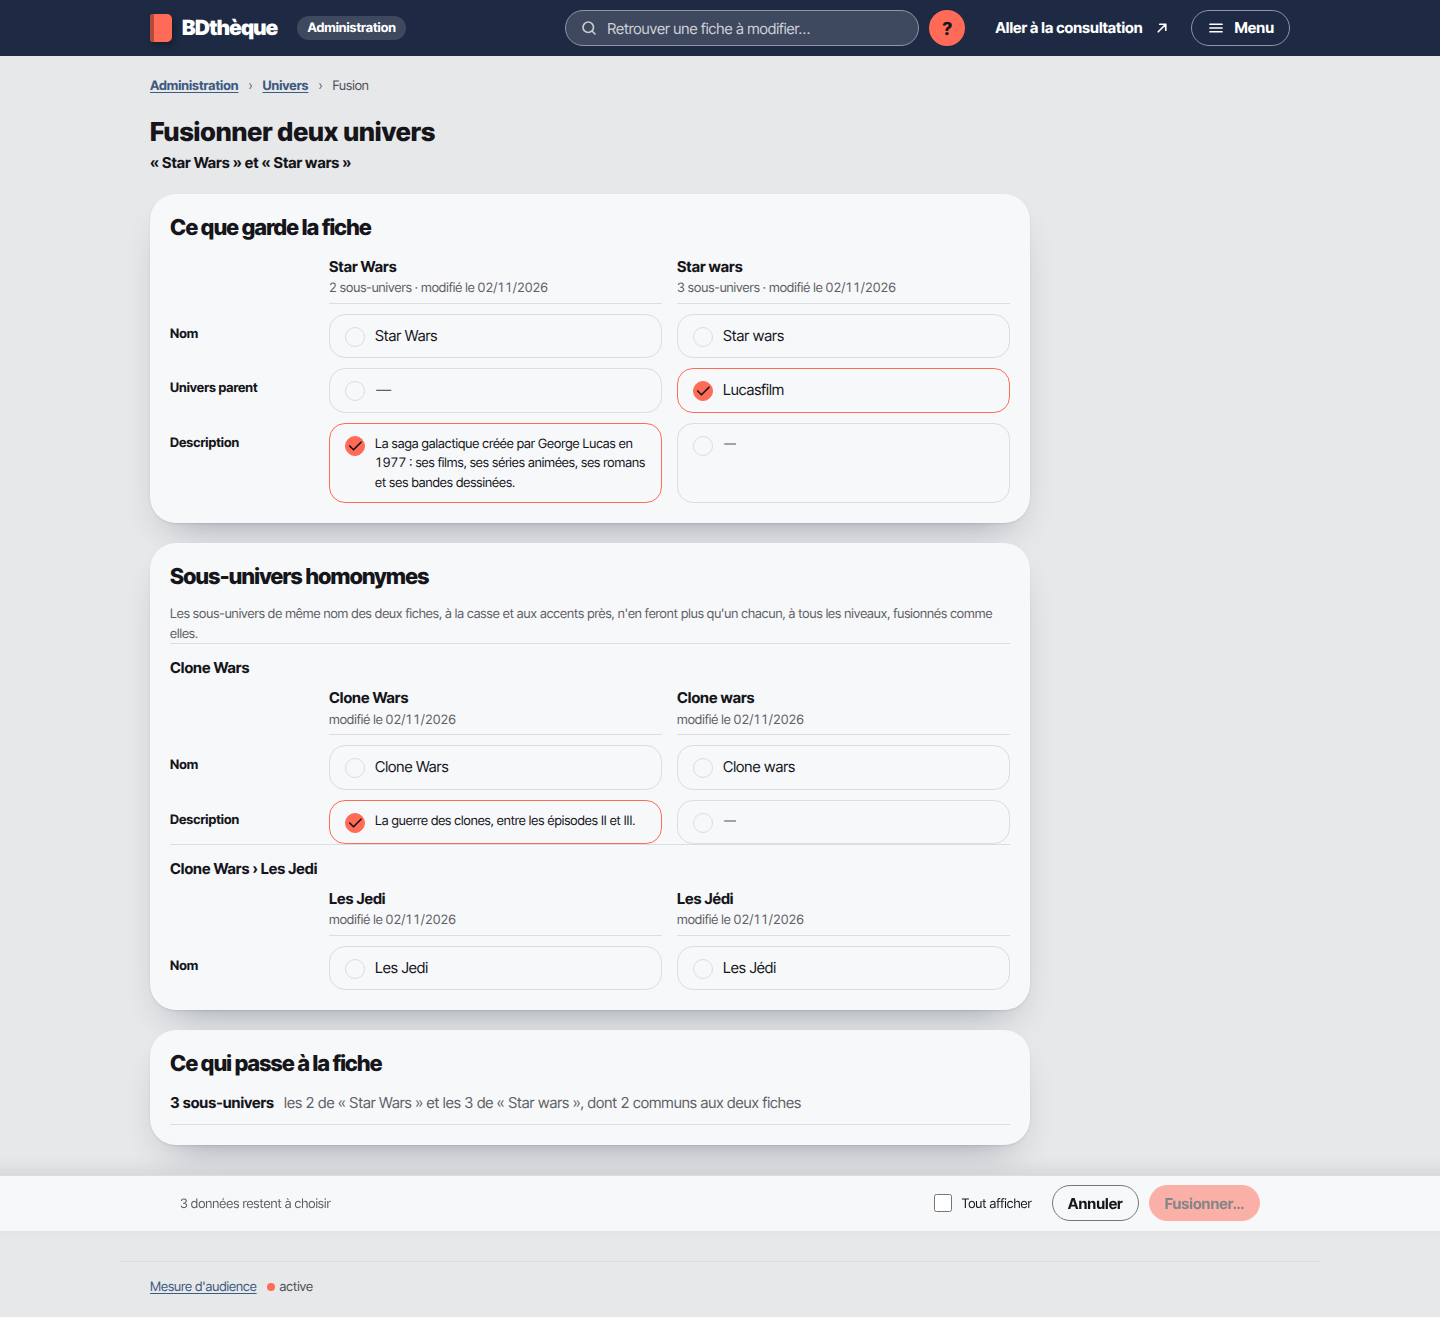 BDthèque Administration Retrouver une fiche à modifier... ? Aller à la consultation Menu
Administration › Univers › Fusion
Fusionner deux univers
« Star Wars » et « Star wars »
Ce que garde la fiche
Star Wars Star wars
2 sous-univers · modifié le 02/11/2026 3 sous-univers · modifié le 02/11/2026
Nom Star Wars Star wars
Univers parent — Lucasfilm
Description La saga galactique créée par George Lucas en —
1977 : ses films, ses séries animées, ses romans
et ses bandes dessinées.
Sous-univers homonymes
Les sous-univers de même nom des deux fiches, à la casse et aux accents près, n'en feront plus qu'un chacun, à tous les niveaux, fusionnés comme
elles.
Clone Wars
Clone Wars Clone wars
modifié le 02/11/2026 modifié le 02/11/2026
Nom Clone Wars Clone wars
Description La guerre des clones, entre les épisodes II et III. —
Clone Wars › Les Jedi
Les Jedi Les Jédi
modifié le 02/11/2026 modifié le 02/11/2026
Nom Les Jedi Les Jédi
Ce qui passe à la fiche
3 sous-univers les 2 de « Star Wars » et les 3 de « Star wars », dont 2 communs aux deux fiches
3 données restent à choisir Tout afficher Annuler Fusionner...
Mesure d'audience active